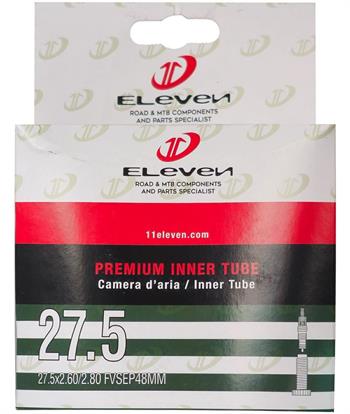 ELEVEN
ROAD & MTB COMPONENTS
AND PARTS SPECIALIST
ELEVEN
ROAD & MTB COMPONENTS
AND PARTS SPECIALIST
11eleven.com
PREMIUM INNER TUBE
Camera d'aria / Inner Tube
27.5
27.5x2.60/2.80 FVSEP48MM